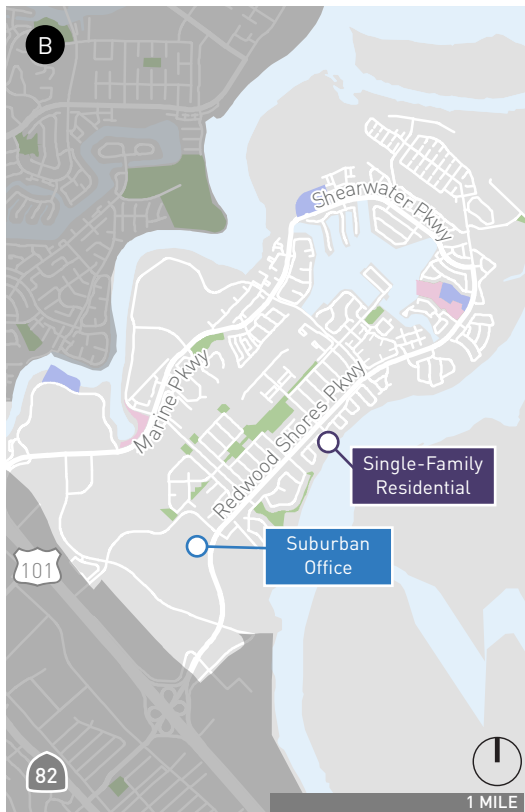 B
Shearwater Pkwy
Marine Pkwy
Redwood Shores Pkwy
Single-Family
Residential
Suburban
Office
101
82
1 MILE